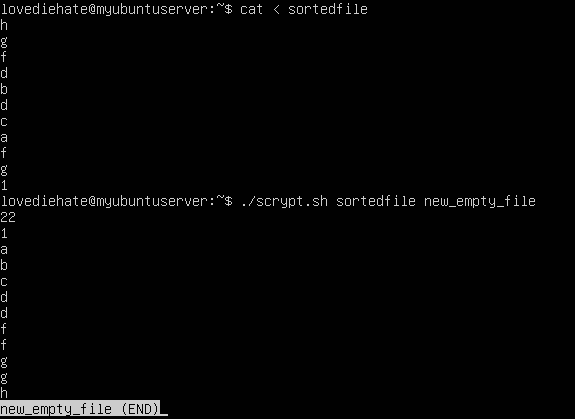 lovediehate@myubuntuserver:~$ cat < sortedfile
h
g
f
d
b
d
c
a
f
g
1
lovediehate@myubuntuserver:~$ ./scrypt.sh sortedfile new_empty_file
22
1
a
b
c
d
d
f
f
g
g
h
new_empty_file (END)